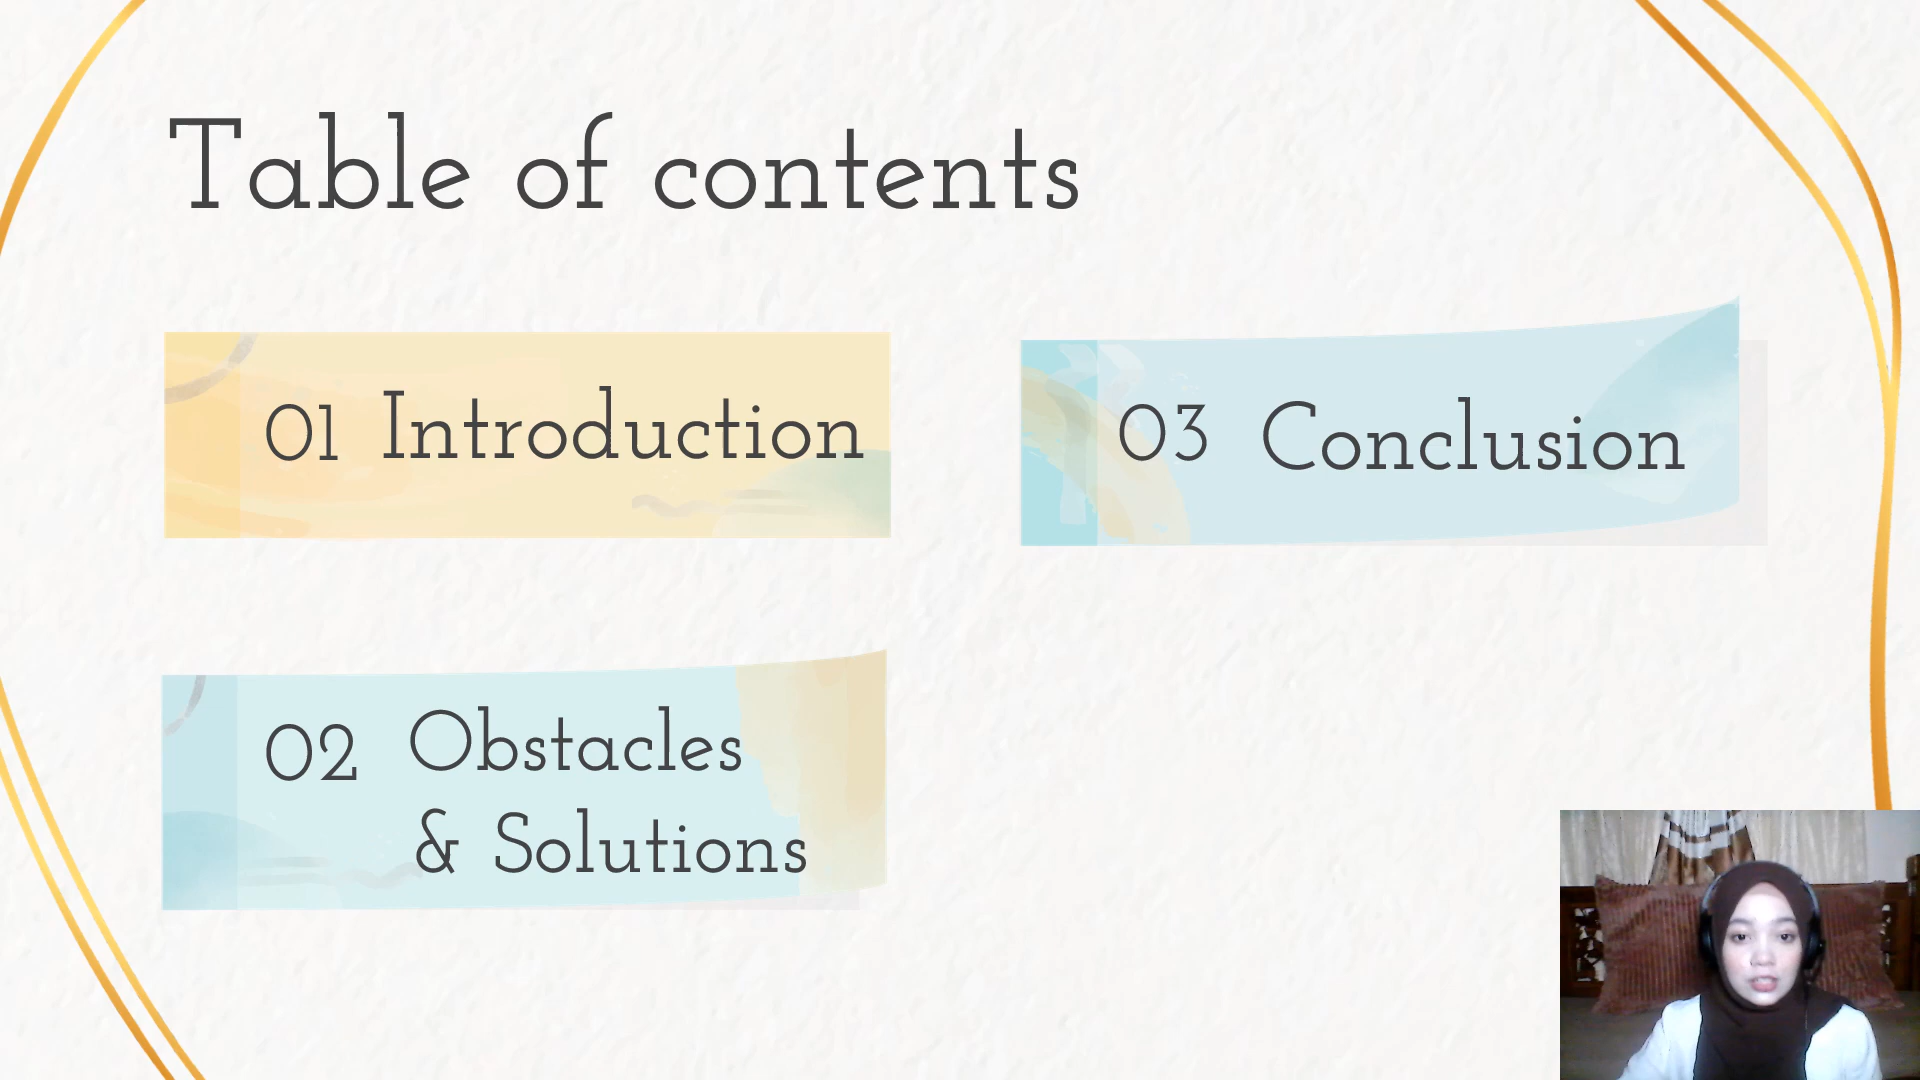 Table of contents
01 Introduction
02 Obstacles
& Solutions
03 Conclusion